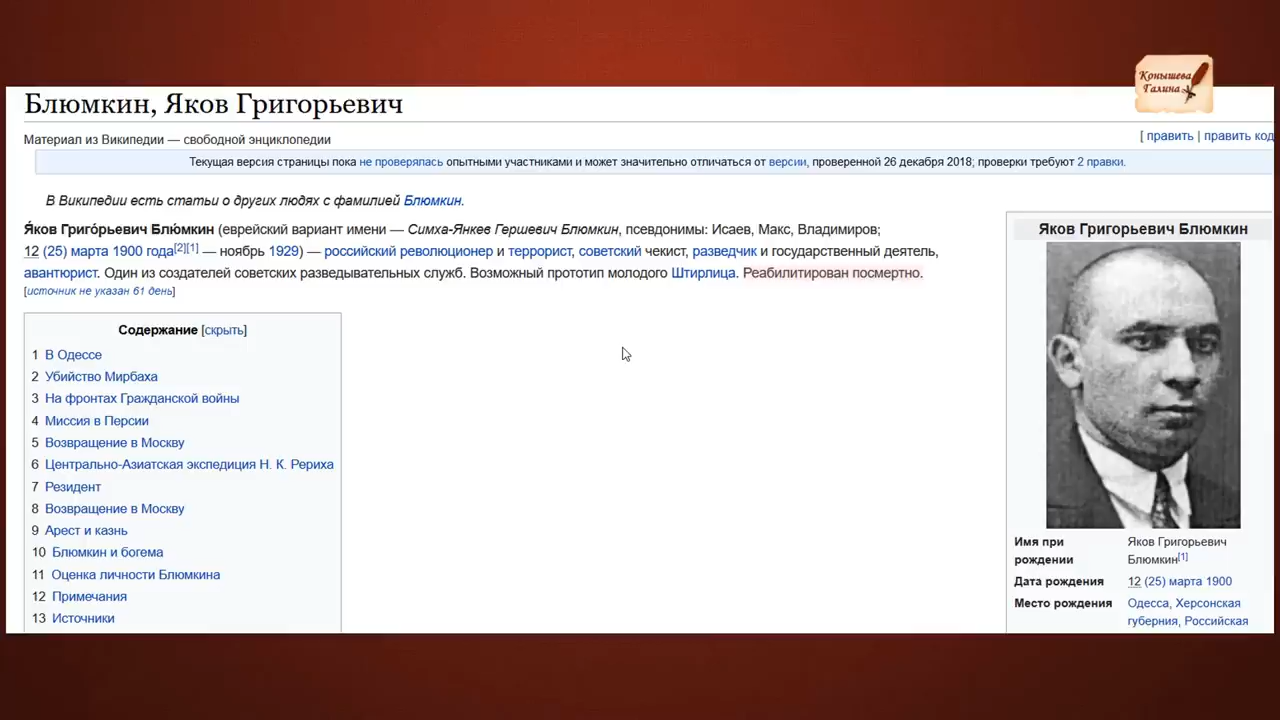 Конышева
Галина
Блюмкин, Яков Григорьевич
Материал из Википедии — свободной энциклопедии
[ править | править код
Текущая версия страницы пока не проверялась опытными участниками и может значительно отличаться от версии, проверенной 26 декабря 2018; проверки требуют 2 правки.
В Википедии есть статьи о других людях с фамилией Блюмкин.
Я́ков Григо́рьевич Блю́мкин (еврейский вариант имени — Симха-Янкев Гершевич Блюмкин, псевдонимы: Исаев, Макс, Владимиров;
12 (25) марта 1900 года[2][1] — ноябрь 1929) — российский революционер и террорист, советский чекист, разведчик и государственный деятель,
авантюрист. Один из создателей советских разведывательных служб. Возможный прототип молодого Штирлица. Реабилитирован посмертно.
[источник не указан 61 день]
Содержание [скрыть]
1 В Одессе
2 Убийство Мирбаха
3 На фронтах Гражданской войны
4 Миссия в Персии
5 Возвращение в Москву
6 Центрально-Азиатская экспедиция Н. К. Рериха
7 Резидент
8 Возвращение в Москву
9 Арест и казнь
10 Блюмкин и богема
11 Оценка личности Блюмкина
12 Примечания
13 Источники
Яков Григорьевич Блюмкин
Имя при рождении Яков Григорьевич Блюмкин[1]
Дата рождения 12 (25) марта 1900
Место рождения Одесса, Херсонская
губерния, Российская